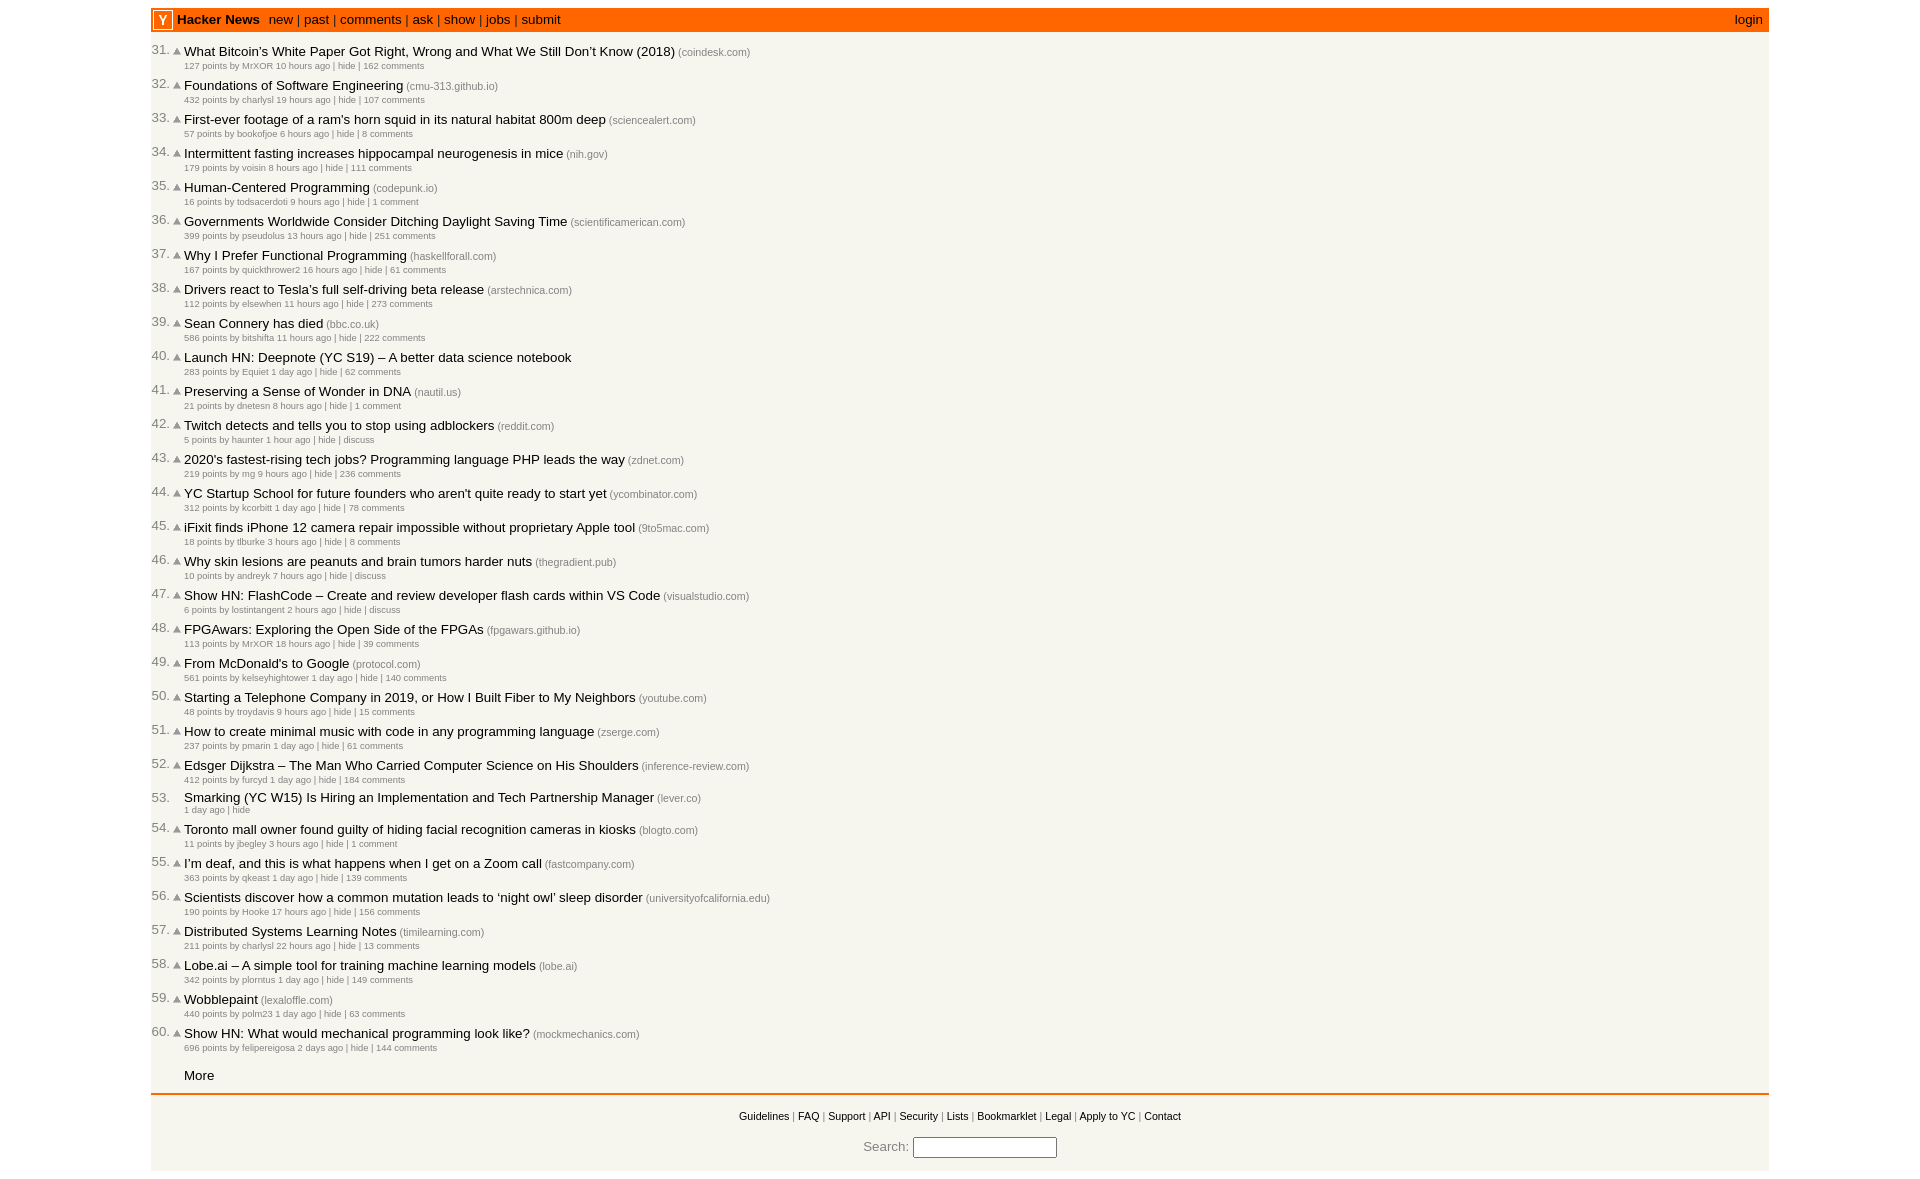 Y Hacker News new | past | comments | ask | show | jobs | submit login
31. What Bitcoin’s White Paper Got Right, Wrong and What We Still Don’t Know (2018) (coindesk.com)
127 points by MrXOR 10 hours ago | hide | 162 comments
32. Foundations of Software Engineering (cmu-313.github.io)
432 points by charlysl 19 hours ago | hide | 107 comments
33. First-ever footage of a ram's horn squid in its natural habitat 800m deep (sciencealert.com)
57 points by bookofjoe 6 hours ago | hide | 8 comments
34. Intermittent fasting increases hippocampal neurogenesis in mice (nih.gov)
179 points by voisin 8 hours ago | hide | 111 comments
35. Human-Centered Programming (codepunk.io)
16 points by todsacerdoti 9 hours ago | hide | 1 comment
36. Governments Worldwide Consider Ditching Daylight Saving Time (scientificamerican.com)
399 points by pseudolus 13 hours ago | hide | 251 comments
37. Why I Prefer Functional Programming (haskellforall.com)
167 points by quickthrower2 16 hours ago | hide | 61 comments
38. Drivers react to Tesla’s full self-driving beta release (arstechnica.com)
112 points by elsewhen 11 hours ago | hide | 273 comments
39. Sean Connery has died (bbc.co.uk)
586 points by bitshifta 11 hours ago | hide | 222 comments
40. Launch HN: Deepnote (YC S19) – A better data science notebook
283 points by Equiet 1 day ago | hide | 62 comments
41. Preserving a Sense of Wonder in DNA (nautil.us)
21 points by dnetesn 8 hours ago | hide | 1 comment
42. Twitch detects and tells you to stop using adblockers (reddit.com)
5 points by haunter 1 hour ago | hide | discuss
43. 2020's fastest-rising tech jobs? Programming language PHP leads the way (zdnet.com)
219 points by mg 9 hours ago | hide | 236 comments
44. YC Startup School for future founders who aren't quite ready to start yet (ycombinator.com)
312 points by kcorbitt 1 day ago | hide | 78 comments
45. iFixit finds iPhone 12 camera repair impossible without proprietary Apple tool (9to5mac.com)
18 points by tlburke 3 hours ago | hide | 8 comments
46. Why skin lesions are peanuts and brain tumors harder nuts (thegradient.pub)
10 points by andreyk 7 hours ago | hide | discuss
47. Show HN: FlashCode – Create and review developer flash cards within VS Code (visualstudio.com)
6 points by lostintangent 2 hours ago | hide | discuss
48. FPGAwars: Exploring the Open Side of the FPGAs (fpgawars.github.io)
113 points by MrXOR 18 hours ago | hide | 39 comments
49. From McDonald's to Google (protocol.com)
561 points by kelseyhightower 1 day ago | hide | 140 comments
50. Starting a Telephone Company in 2019, or How I Built Fiber to My Neighbors (youtube.com)
48 points by troydavis 9 hours ago | hide | 15 comments
51. How to create minimal music with code in any programming language (zserge.com)
237 points by pmarin 1 day ago | hide | 61 comments
52. Edsger Dijkstra – The Man Who Carried Computer Science on His Shoulders (inference-review.com)
412 points by furcyd 1 day ago | hide | 184 comments
53. Smarking (YC W15) Is Hiring an Implementation and Tech Partnership Manager (lever.co)
1 day ago | hide
54. Toronto mall owner found guilty of hiding facial recognition cameras in kiosks (blogto.com)
11 points by jbegley 3 hours ago | hide | 1 comment
55. I’m deaf, and this is what happens when I get on a Zoom call (fastcompany.com)
363 points by qkeast 1 day ago | hide | 139 comments
56. Scientists discover how a common mutation leads to ‘night owl’ sleep disorder (universityofcalifornia.edu)
190 points by Hooke 17 hours ago | hide | 156 comments
57. Distributed Systems Learning Notes (timilearning.com)
211 points by charlysl 22 hours ago | hide | 13 comments
58. Lobe.ai – A simple tool for training machine learning models (lobe.ai)
342 points by plorntus 1 day ago | hide | 149 comments
59. Wobblepaint (lexaloffle.com)
440 points by polm23 1 day ago | hide | 63 comments
60. Show HN: What would mechanical programming look like? (mockmechanics.com)
696 points by felipereigosa 2 days ago | hide | 144 comments
More
Guidelines | FAQ | Support | API | Security | Lists | Bookmarklet | Legal | Apply to YC | Contact
Search: